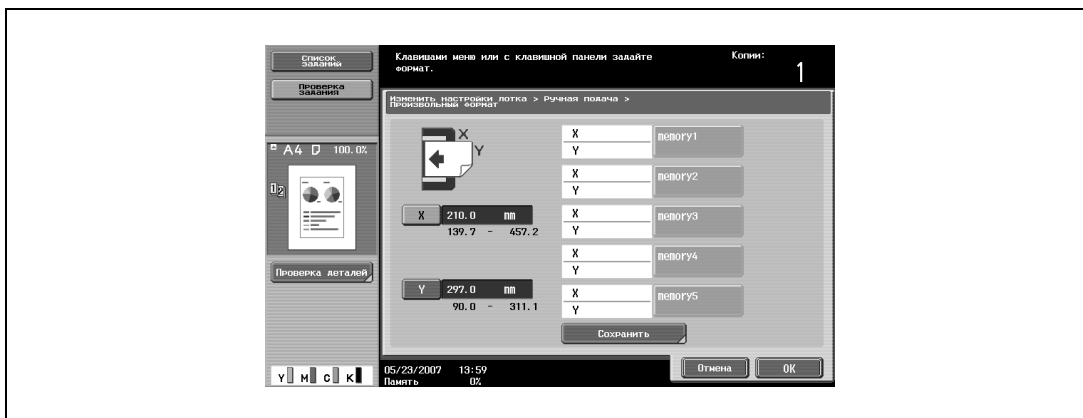 Список
заданий
Проверка
задания
A4 100.0%
1 2
Проверка деталей
Y M C K
Клавишами меню или с клавишной панели задайте
формат.
Копии:
1
Изменить настройки лотка > Ручная подача >
Произвольный формат
X
Y
X 210.0 mm
139.7 - 457.2
Y 297.0 mm
90.0 - 311.1
X
Y
memory1
X
Y
memory2
X
Y
memory3
X
Y
memory4
X
Y
memory5
Сохранить
05/23/2007 13:59
Память 0%
Отмена
OK